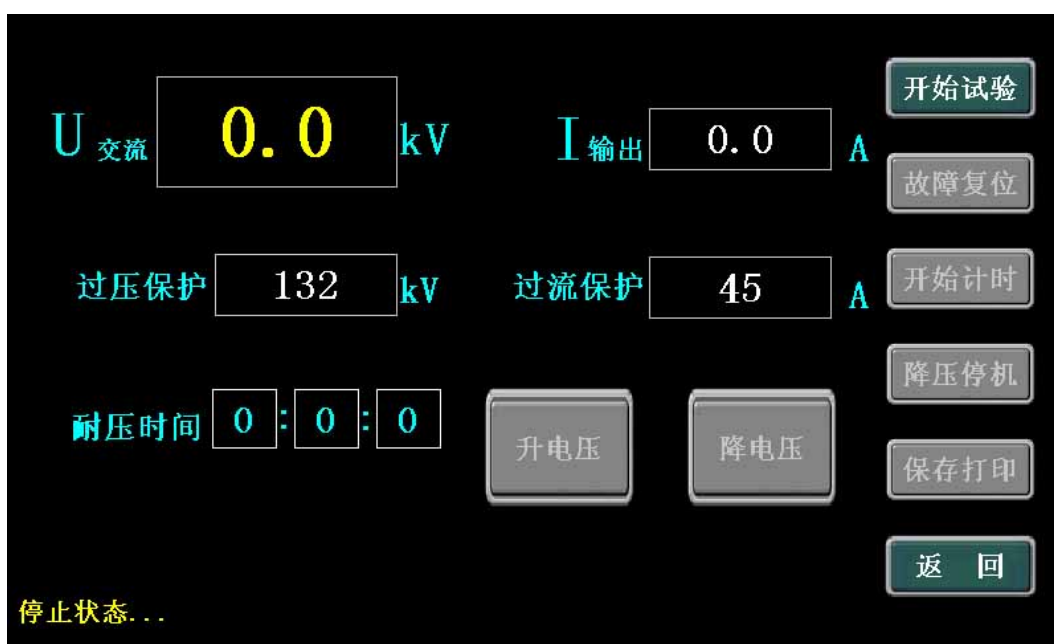 U 交流 0.0 kV I 输出 0.0 A
过压保护 132 kV 过流保护 45 A
耐压时间 0:0:0
升电压 降电压
开始试验
故障复位
开始计时
降压停机
保存打印
返 回
停止状态...